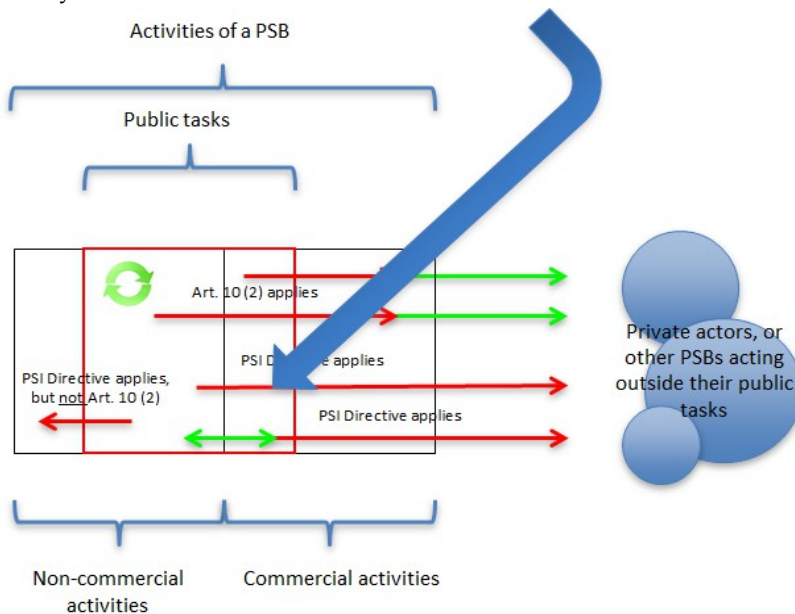 Activities of a PSB
Public tasks
Art. 10 (2) applies
PSI Directive applies
PSI Directive applies,
but not Art. 10 (2)
PSI Directive applies
Private actors, or
other PSBs acting
outside their public
tasks
Non-commercial
activities
Commercial activities